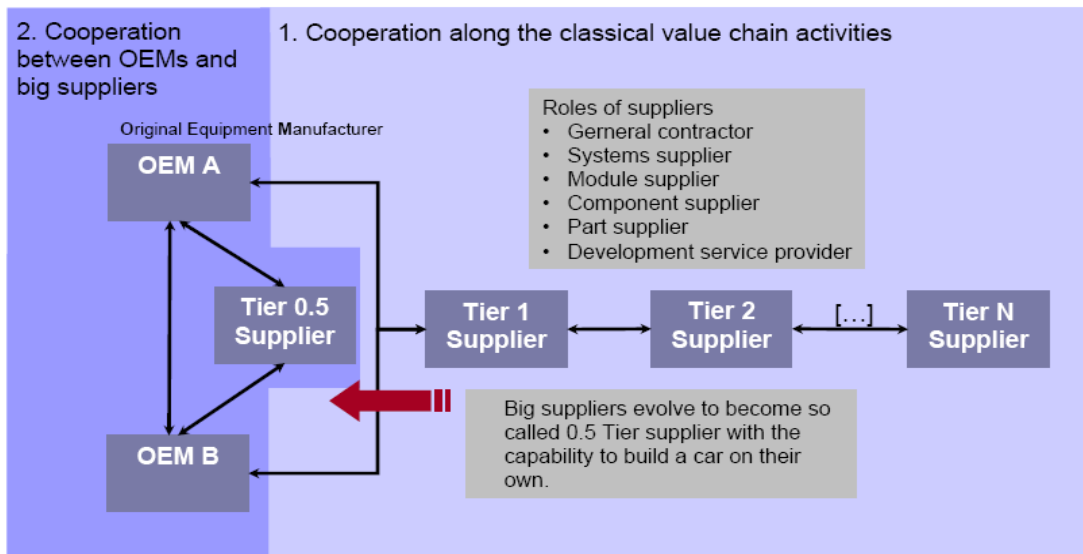 2. Cooperation
between OEMs and
big suppliers
1. Cooperation along the classical value chain activities
Original Equipment Manufacturer
OEM A
Roles of suppliers
• Gerneral contractor
• Systems supplier
• Module supplier
• Component supplier
• Part supplier
• Development service provider
Tier 0.5
Supplier
Tier 1
Supplier
Tier 2
Supplier
[...]
Tier N
Supplier
OEM B
Big suppliers evolve to become so
called 0.5 Tier supplier with the
capability to build a car on their
own.